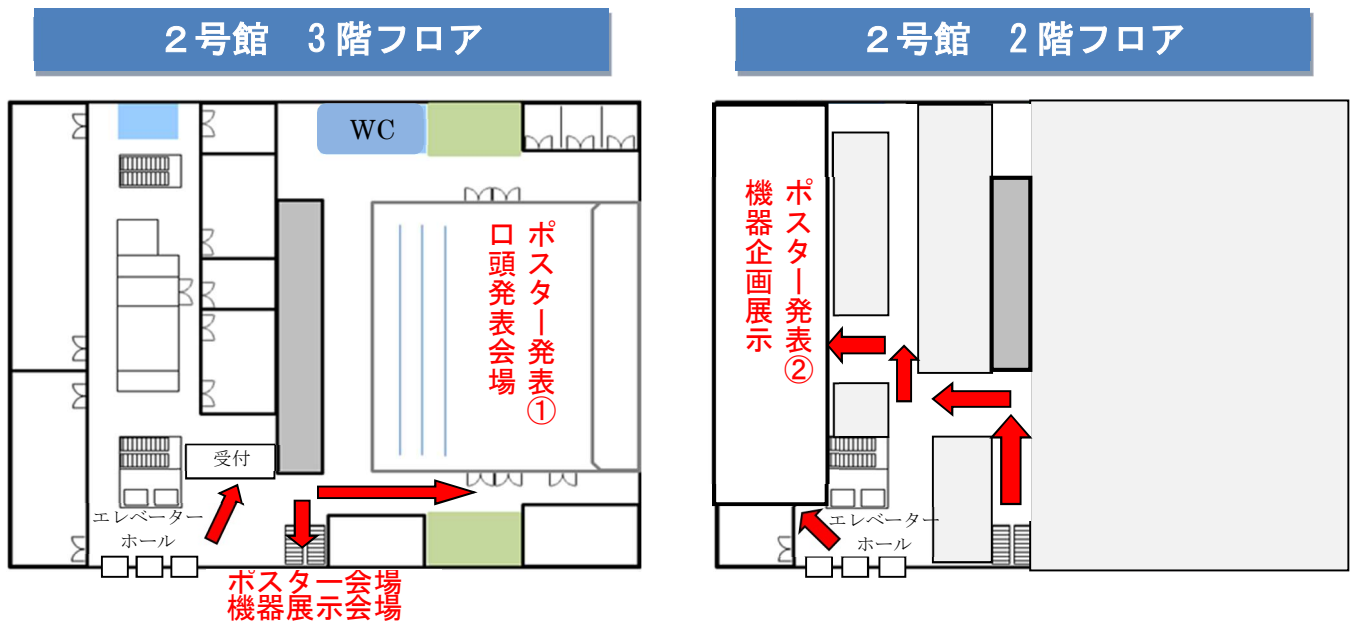 ２号館　３階フロア
WC
ポスター発表①
口頭発表会場
受付
エレベーター
ホール
ポスター会場
機器展示会場
２号館　２階フロア
ポスター発表②
機器企画展示
エレベーター
ホール